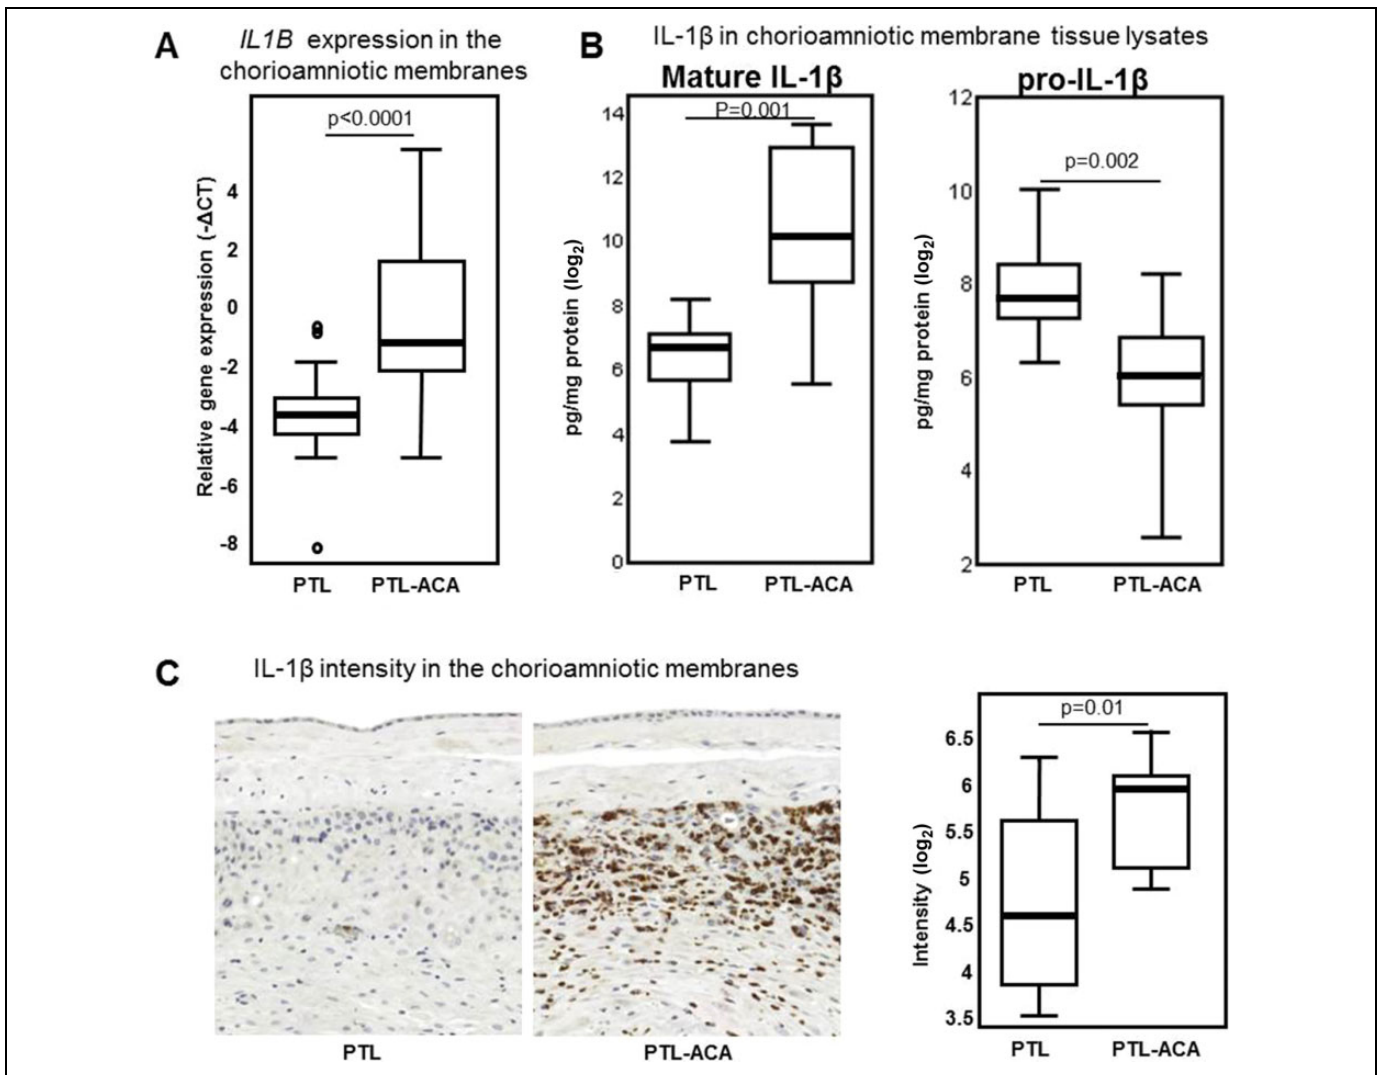 A
IL1B expression in the
chorioamniotic membranes
p<0.0001
Relative gene expression (-ΔCT)
4
2
0
-2
-4
-6
-8
PTL PTL-ACA
B
IL-1β in chorioamniotic membrane tissue lysates
Mature IL-1β
P=0.001
pg/mg protein (log2)
14
12
10
8
6
4
2
0
PTL PTL-ACA
pro-IL-1β
p=0.002
pg/mg protein (log2)
12
10
8
6
4
2
PTL PTL-ACA
C
IL-1β intensity in the chorioamniotic membranes
PTL PTL-ACA
p=0.01
Intensity (log2)
6.5
6
5.5
5
4.5
4
3.5
PTL PTL-ACA